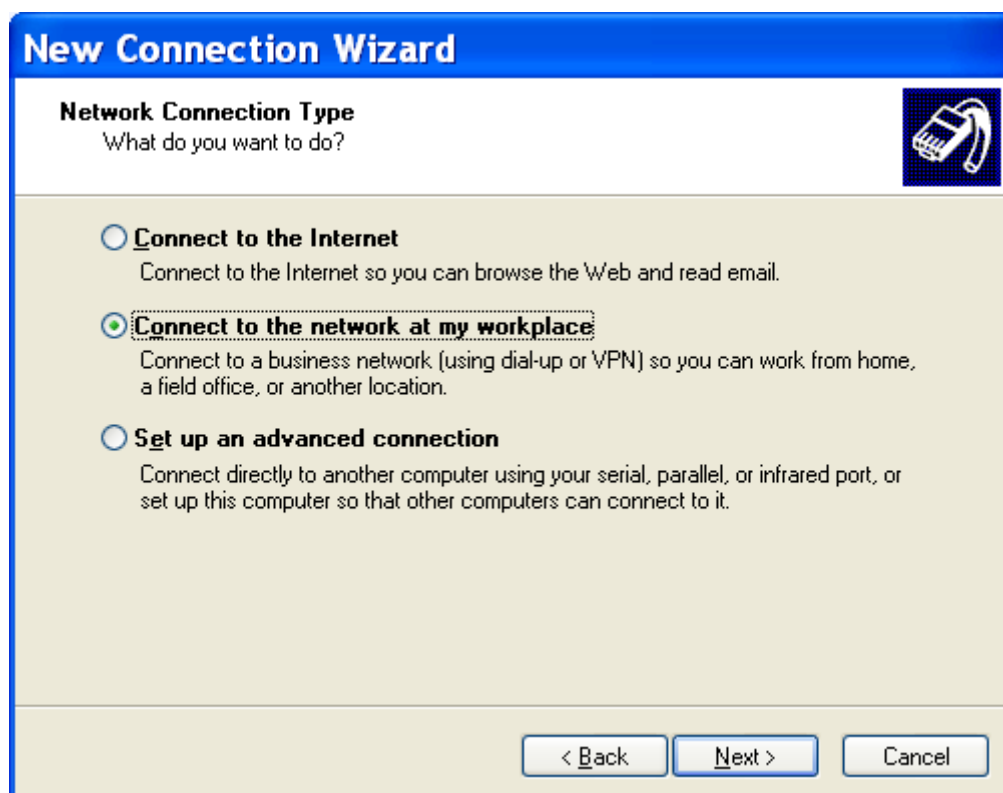 New Connection Wizard
Network Connection Type
What do you want to do?
Connect to the Internet
Connect to the Internet so you can browse the Web and read email.
Connect to the network at my workplace
Connect to a business network (using dial-up or VPN) so you can work from home,
a field office, or another location.
Set up an advanced connection
Connect directly to another computer using your serial, parallel, or infrared port, or
set up this computer so that other computers can connect to it.
< Back
Next >
Cancel